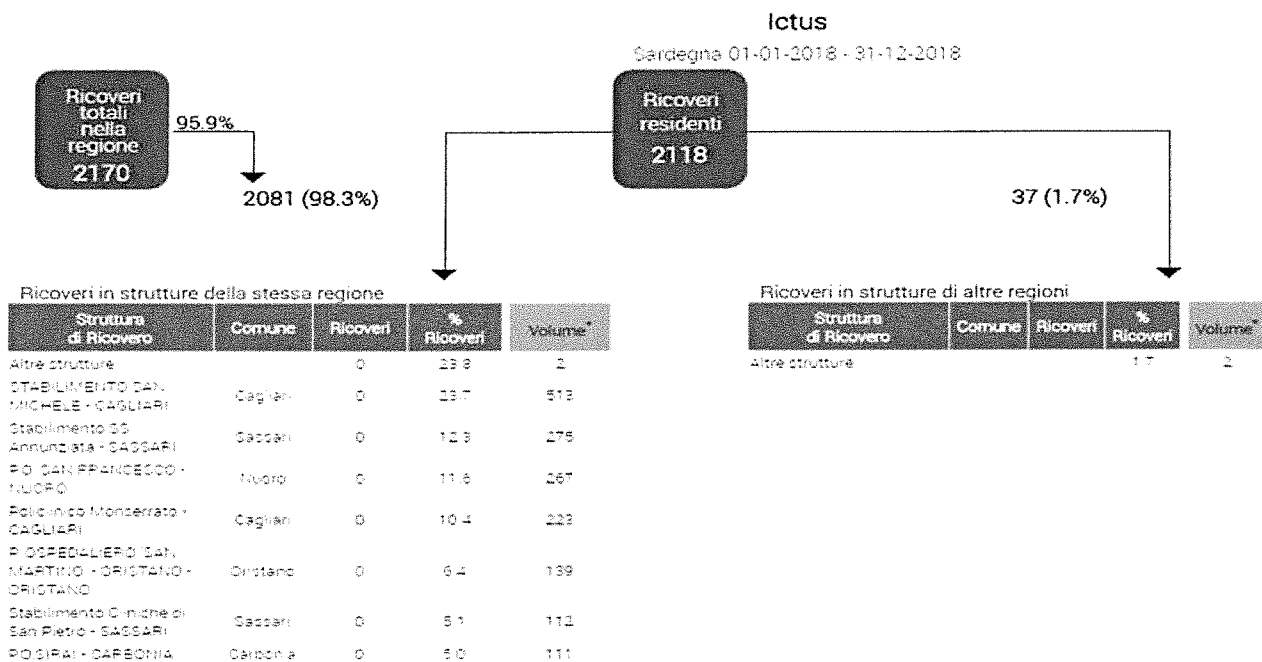 Ictus
Sardegna 01-01-2018 - 31-12-2018
Ricoveri
totali
nella
regione
2170
95.9%
2081 (98.3%)
Ricoveri
residenti
2118
37 (1.7%)
Ricoveri in strutture della stessa regione
Struttura
di Ricovero
Comune
Ricoveri
%
Ricoveri
Volume*
Altre strutture 0 23.8 2
STABILIMENTO SAN
MICHELE - CAGLIARI
Cagliari 0 23.7 513
Stabilimento SS
Annunziata - SASSARI
Sassari 0 12.3
P.O. SAN FRANCESCO -
NUORO
Nuoro 0 11.6 267
Policlinico Monserrato -
CAGLIARI
Cagliari 0 10.4 223
P.OSPEDALIERO SAN
MARTINO - ORISTANO -
ORISTANO
Oristano 0 6.4 139
Stabilimento Cliniche di
San Pietro - SASSARI
Sassari 0 5.1 112
PO.SIRAI - CARBONIA Carbonia 0 5.0 111
Ricoveri in strutture di altre regioni
Struttura
di Ricovero
Comune
Ricoveri
%
Ricoveri
Volume*
Altre strutture 1.7 2